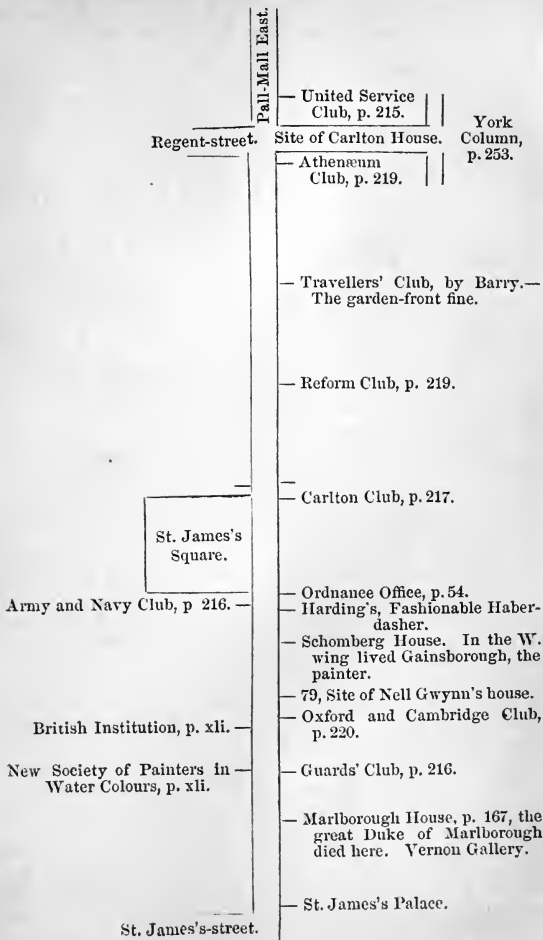 Pall-Mall East.
United Service
Club, p. 215.
York
Column,
p. 253.
Regent-street.
Site of Carlton House.
Athenæum
Club, p. 219.
Travellers' Club, by Barry.—
The garden-front fine.
Reform Club, p. 219.
Carlton Club, p. 217.
St. James's
Square.
Ordnance Office, p. 54.
Army and Navy Club, p 216.
Harding's, Fashionable Haber-
dasher.
Schomberg House. In the W.
wing lived Gainsborough, the
painter.
79, Site of Nell Gwynn's house.
Oxford and Cambridge Club,
p. 220.
British Institution, p. xli.
New Society of Painters in
Water Colours, p. xli.
Guards' Club, p. 216.
Marlborough House, p. 167, the
great Duke of Marlborough
died here. Vernon Gallery.
St. James's Palace.
St. James's-street.